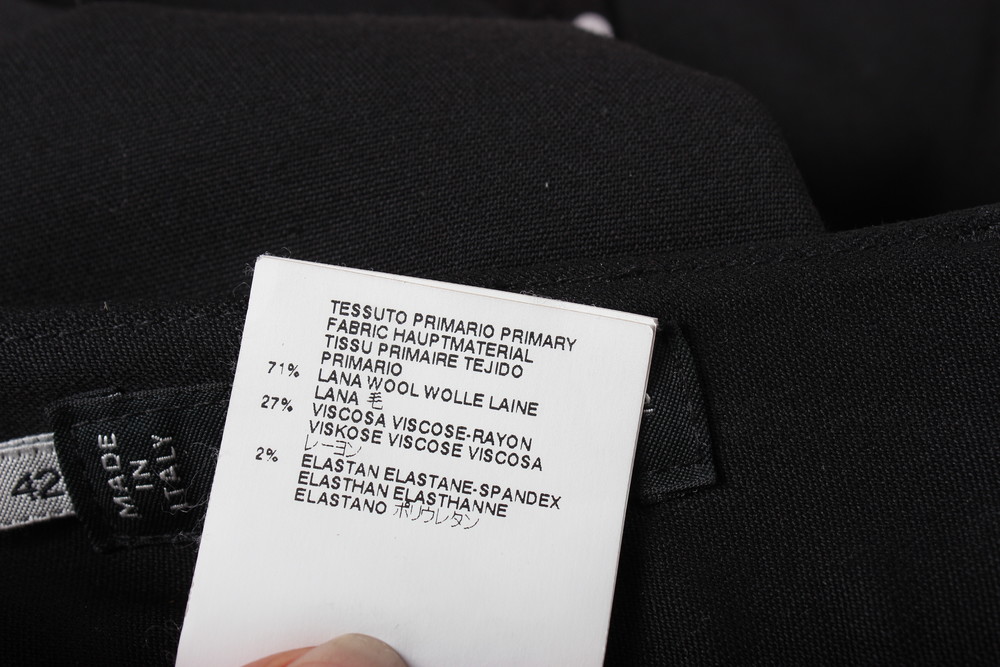 TESSUTO PRIMARIO PRIMARY
FABRIC HAUPTMATERIAL
TISSU PRIMAIRE TEJIDO
PRIMARIO
71% LANA WOOL WOLLE LAINE
LANA 毛
27% VISCOSA VISCOSE-RAYON
VISKOSE VISCOSE VISCOSA
レーヨン
2% ELASTAN ELASTANE-SPANDEX
ELASTHAN ELASTHANNE
ELASTANO ポリウレタン
42
MADE
IN
ITALY